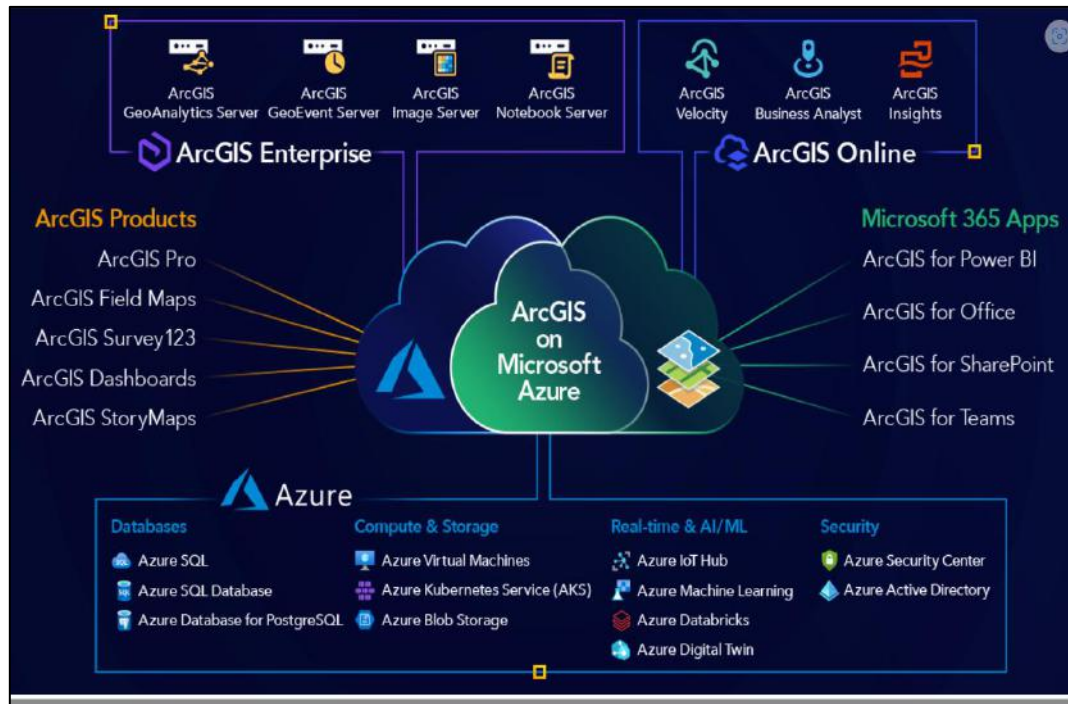 ArcGIS
GeoAnalytics Server
ArcGIS
GeoEvent Server
ArcGIS
Image Server
ArcGIS
Notebook Server
ArcGIS Enterprise
ArcGIS
Velocity
ArcGIS
Business Analyst
ArcGIS
Insights
ArcGIS Online
ArcGIS Products
ArcGIS Pro
ArcGIS Field Maps
ArcGIS Survey123
ArcGIS Dashboards
ArcGIS StoryMaps
ArcGIS
on
Microsoft
Azure
Microsoft 365 Apps
ArcGIS for Power BI
ArcGIS for Office
ArcGIS for SharePoint
ArcGIS for Teams
Azure
Databases
SQL
Azure SQL
Azure SQL Database
Azure Database for PostgreSQL
Compute & Storage
Azure Virtual Machines
Azure Kubernetes Service (AKS)
Azure Blob Storage
Real-time & AI/ML
Azure IoT Hub
Azure Machine Learning
Azure Databricks
Azure Digital Twin
Security
Azure Security Center
Azure Active Directory